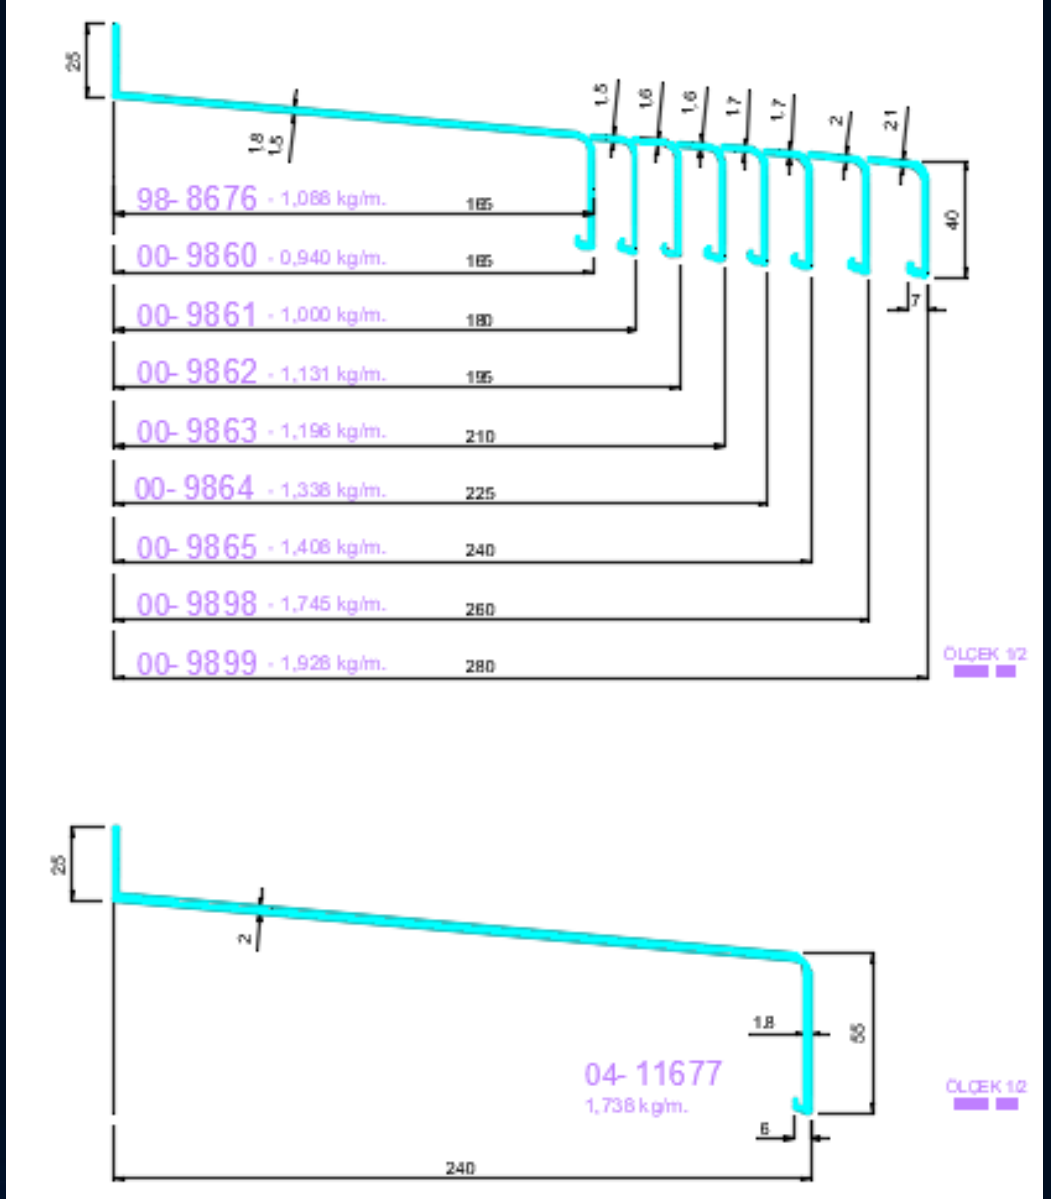 25
1,5
1,6
1,6
1,7
1,7
2
2,1
1,8
1,5
98-8676 - 1,088 kg/m. 165
40
00-9860 - 0,940 kg/m. 165
7
00-9861 - 1,000 kg/m. 180
00-9862 - 1,131 kg/m. 195
00-9863 - 1,196 kg/m. 210
00-9864 - 1,336 kg/m. 225
00-9865 - 1,406 kg/m. 240
00-9898 - 1,745 kg/m. 260
00-9899 - 1,926 kg/m. 280
ÖLÇEK 1/2
25
2
1.8
55
04-11677
1,736 kg/m.
ÖLÇEK 1/2
6
240